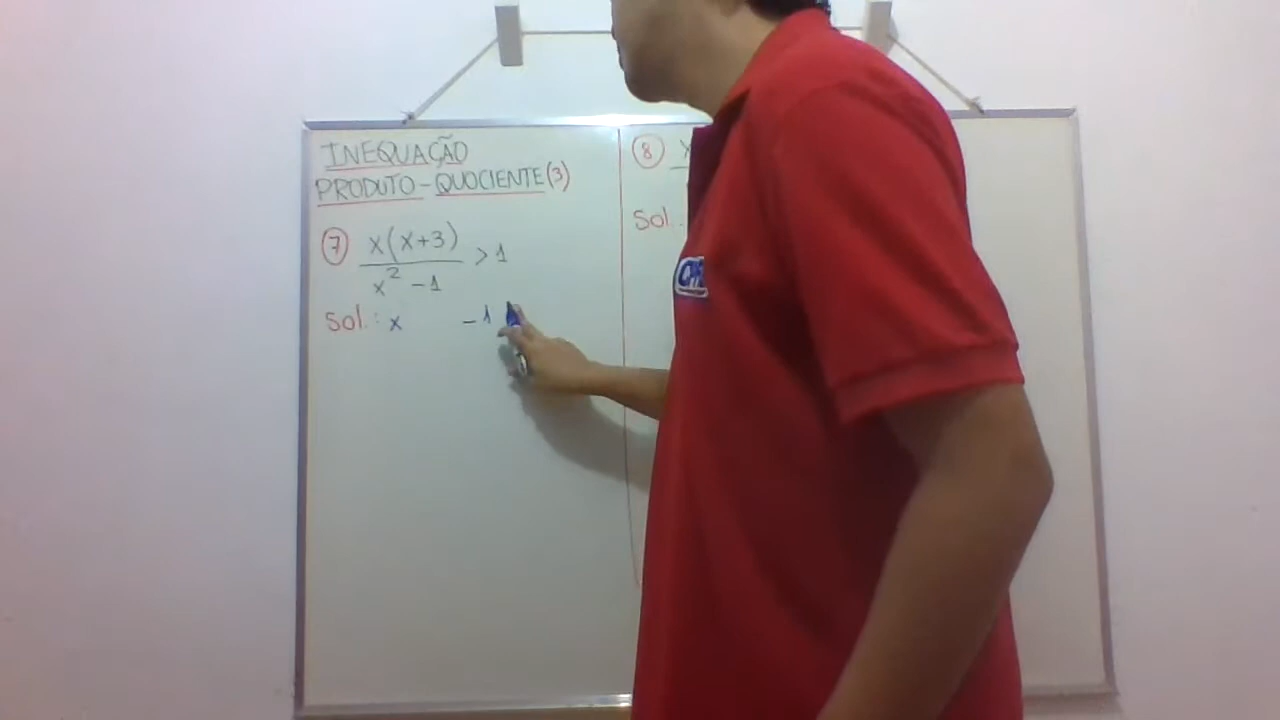 INEQUAÇÃO
PRODUTO-QUOCIENTE (3)
7 x(x+3)
x² -1
> 1
Sol.: x -1
8 x
Sol.: